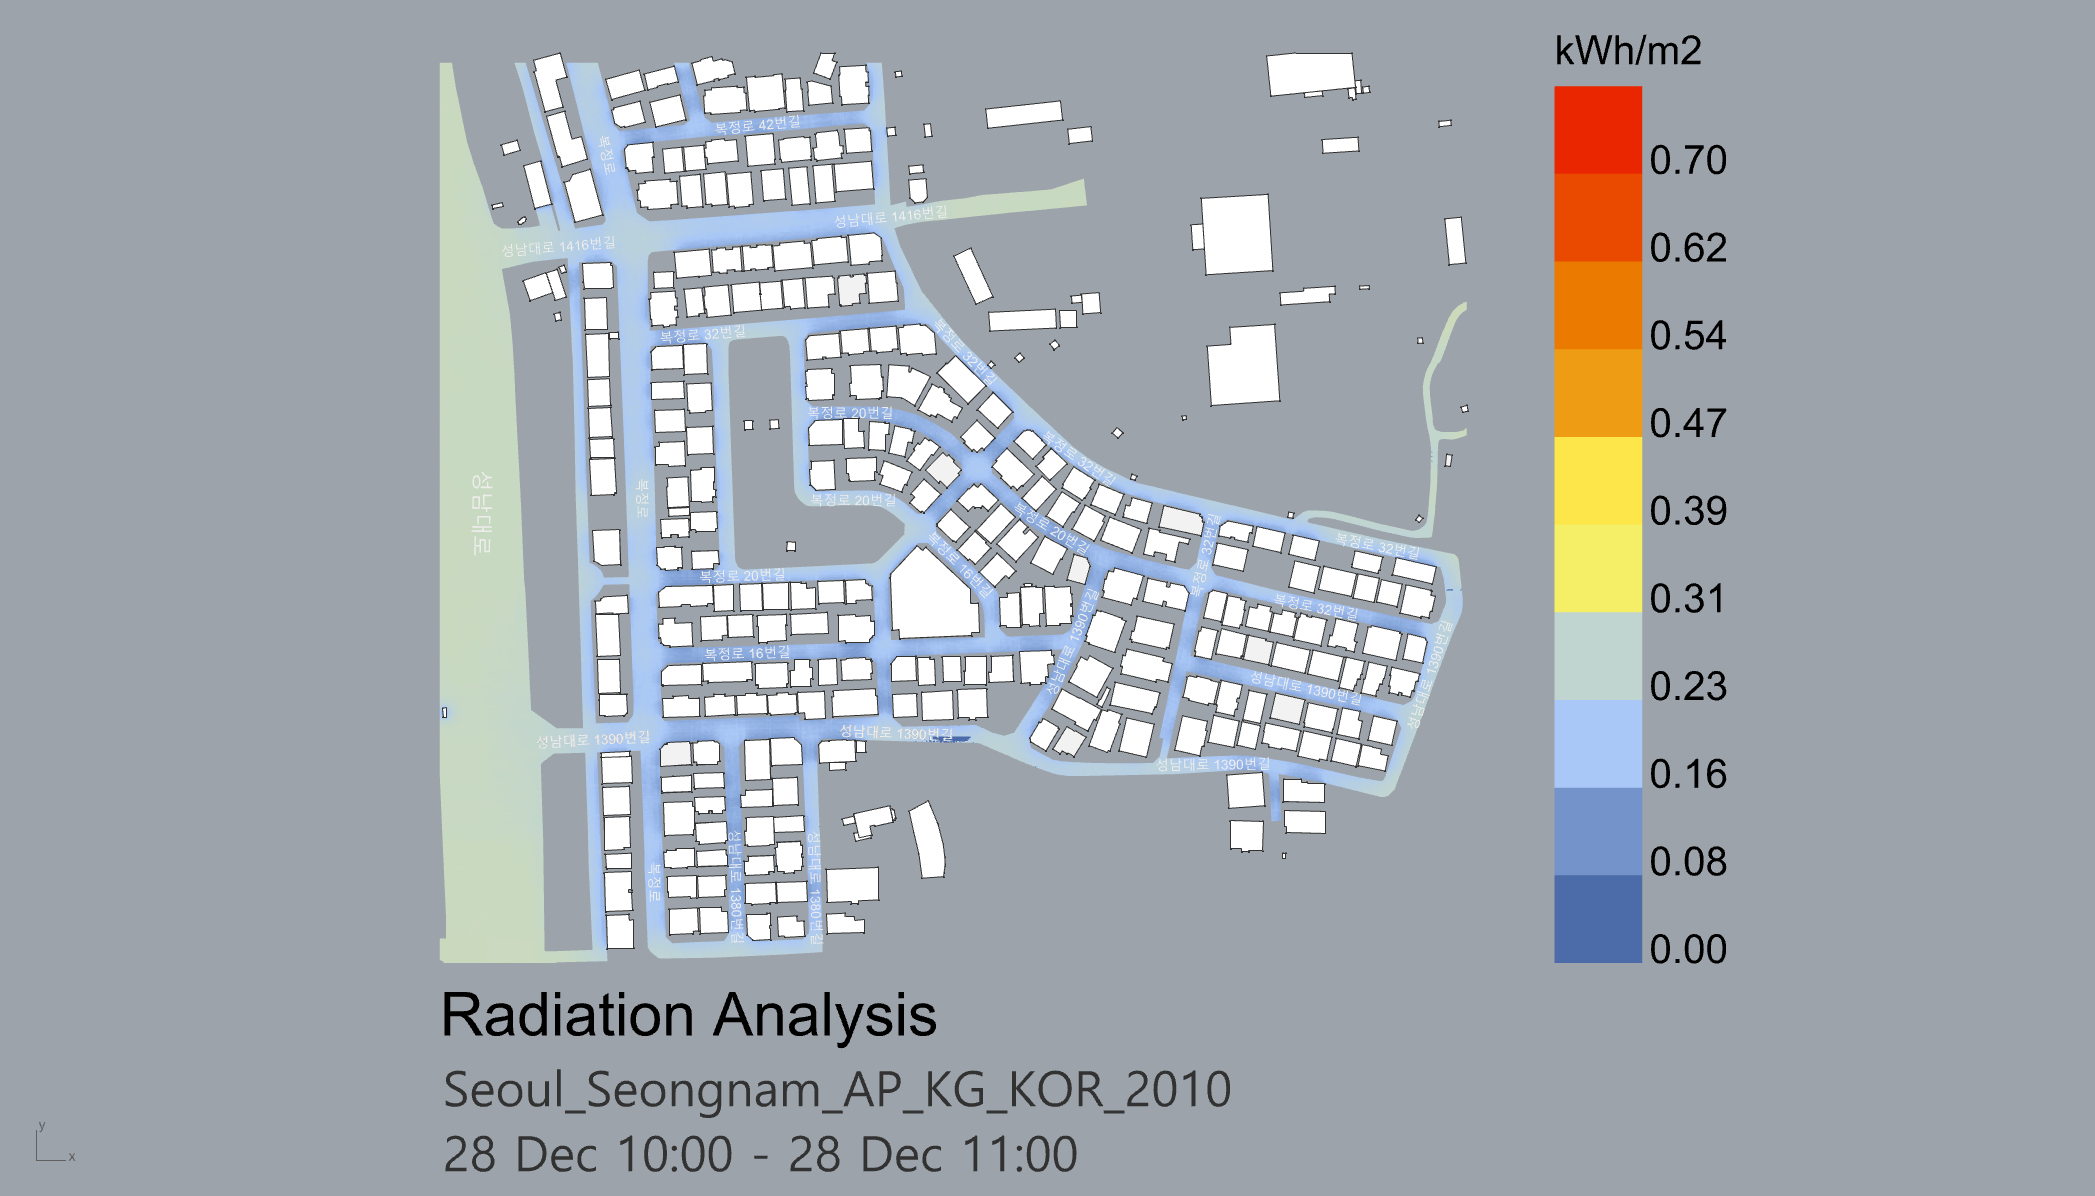 kWh/m2
0.70
0.62
0.54
0.47
0.39
0.31
0.23
0.16
0.08
0.00
복정로 42번길
복정로
성남대로 1416번길
성남대로 1416번길
복정로 32번길
복정로 32번길
복정로 20번길
복정로 32번길
성남대로
복정로
복정로 20번길
복정로 20번길
복정로 32번길
복정로 32번길
복정로 16번길
복정로 20번길
복정로 32번길
성남대로 1390번길
성남대로 1390번길
복정로 16번길
성남대로 1390번길
성남대로 1390번길
성남대로 1390번길
성남대로 1390번길
복정로
성남대로 1380번길
성남대로 1380번길
Radiation Analysis
Seoul_Seongnam_AP_KG_KOR_2010
28 Dec 10:00 - 28 Dec 11:00
y
x